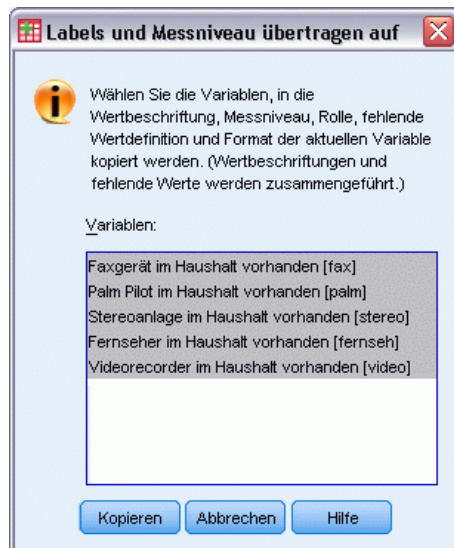 Labels und Messniveau übertragen auf
Wählen Sie die Variablen, in die
Wertbeschriftung, Messniveau, Rolle, fehlende
Wertdefinition und Format der aktuellen Variable
kopiert werden. (Wertbeschriftungen und
fehlende Werte werden zusammengeführt.)
Variablen:
Faxgerät im Haushalt vorhanden [fax]
Palm Pilot im Haushalt vorhanden [palm]
Stereoanlage im Haushalt vorhanden [stereo]
Fernseher im Haushalt vorhanden [fernseh]
Videorecorder im Haushalt vorhanden [video]
Kopieren Abbrechen Hilfe